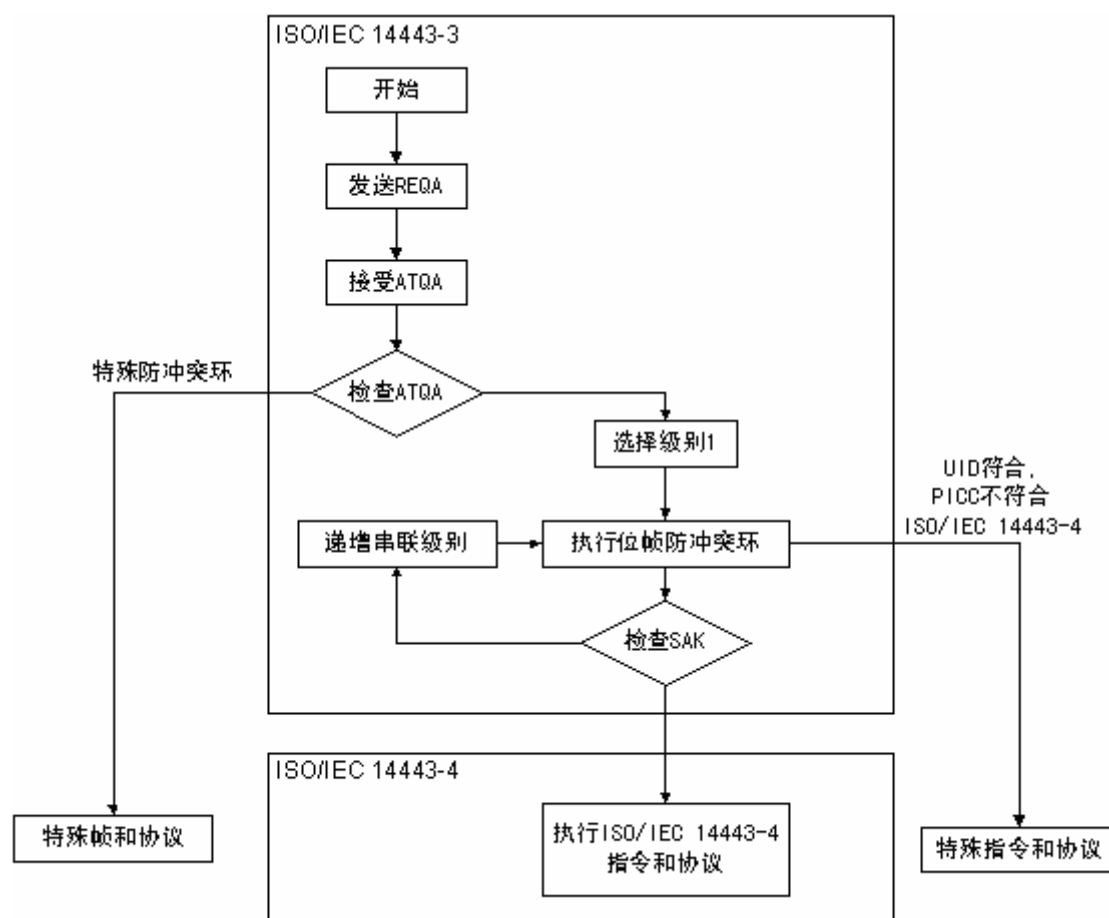 ISO/IEC 14443-3
开始
发送REQA
接受ATQA
特殊防冲突环
检查ATQA
选择级别1
UID符合,
PICC不符合
ISO/IEC 14443-4
递增串联级别
执行位帧防冲突环
检查SAK
ISO/IEC 14443-4
特殊帧和协议
执行ISO/IEC 14443-4
指令和协议
特殊指令和协议